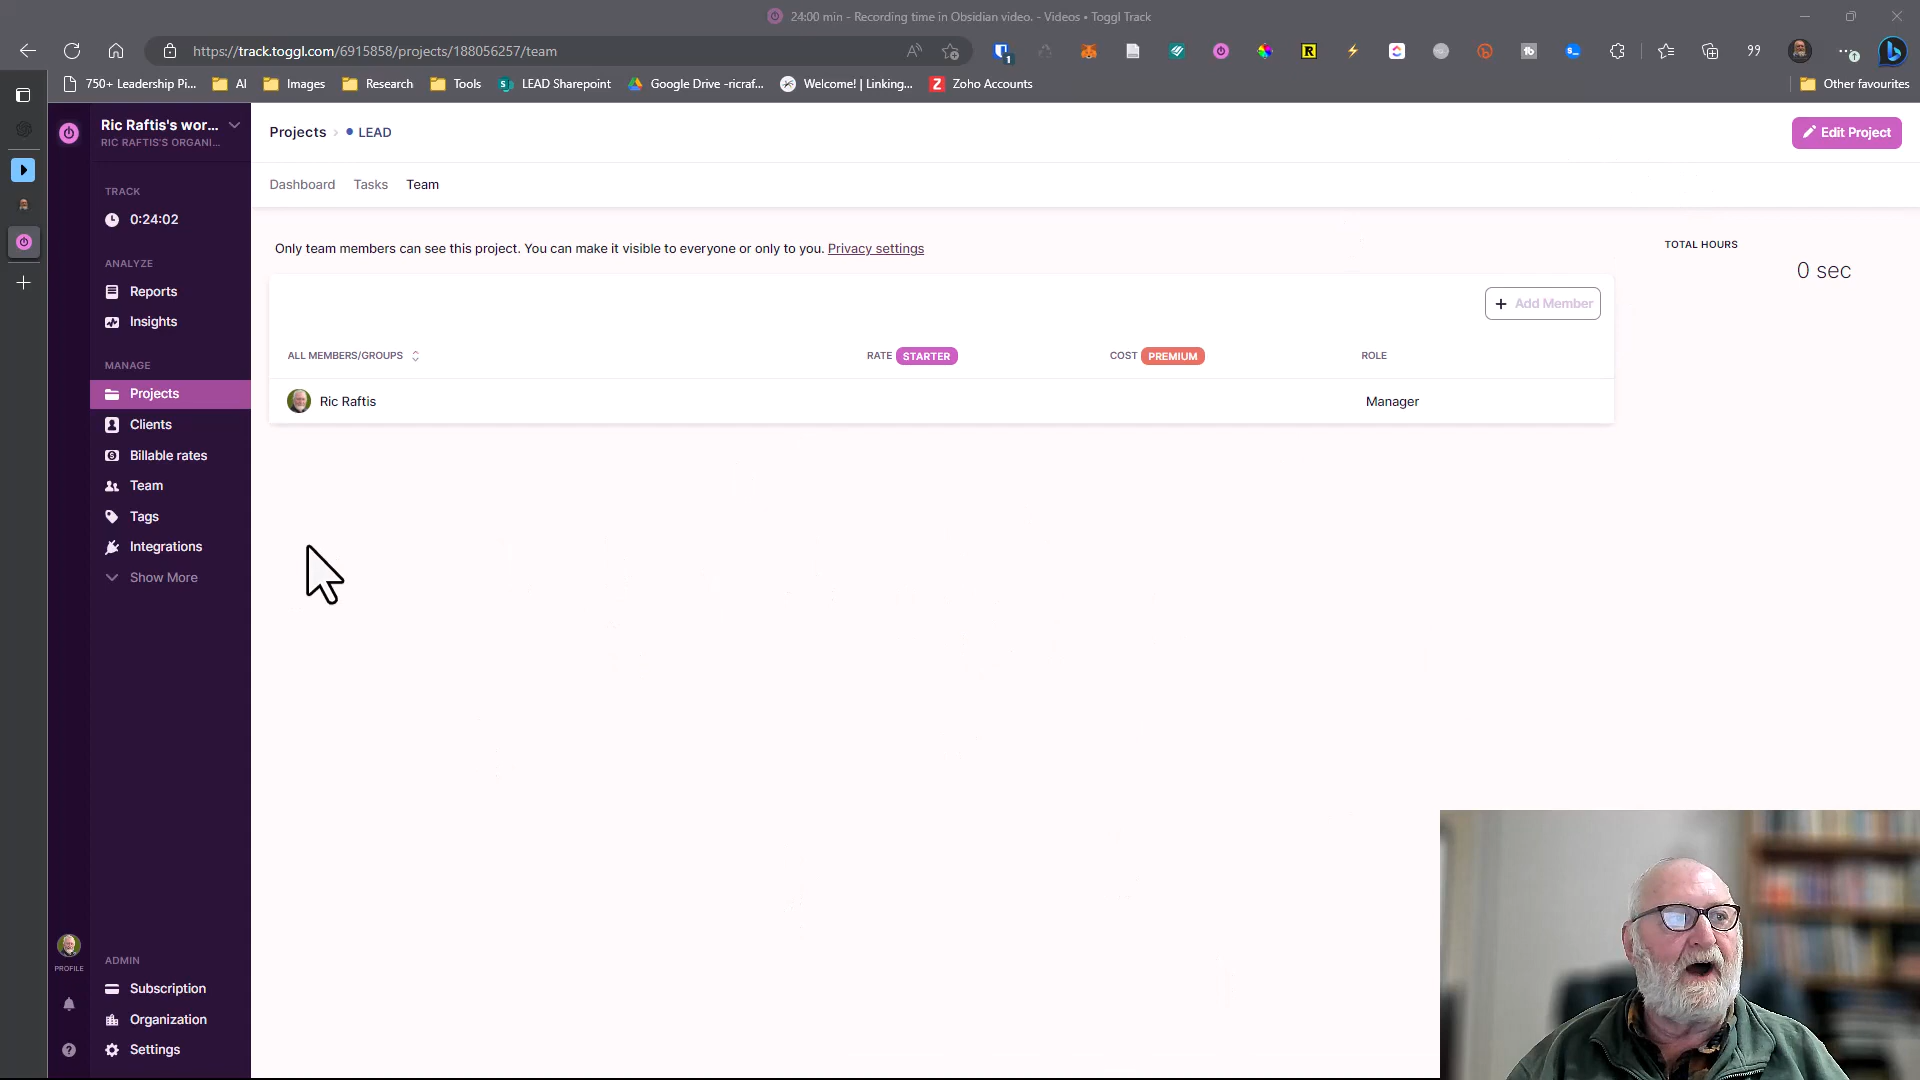 24:00 min - Recording time in Obsidian video. - Videos • Toggl Track
https://track.toggl.com/6915858/projects/188056257/team
750+ Leadership Pi...
AI
Images
Research
Tools
LEAD Sharepoint
Google Drive -ricraf...
Welcome! | Linking...
Zoho Accounts
Other favourites
Ric Raftis's wor...
RIC RAFTIS'S ORGANI...
Projects › • LEAD
Edit Project
Dashboard Tasks Team
TRACK
0:24:02
ANALYZE
Reports
Insights
MANAGE
Projects
Clients
Billable rates
Team
Tags
Integrations
Show More
Only team members can see this project. You can make it visible to everyone or only to you. Privacy settings
TOTAL HOURS
0 sec
+ Add Member
ALL MEMBERS/GROUPS RATE STARTER COST PREMIUM ROLE
Ric Raftis Manager
PROFILE
ADMIN
Subscription
Organization
Settings